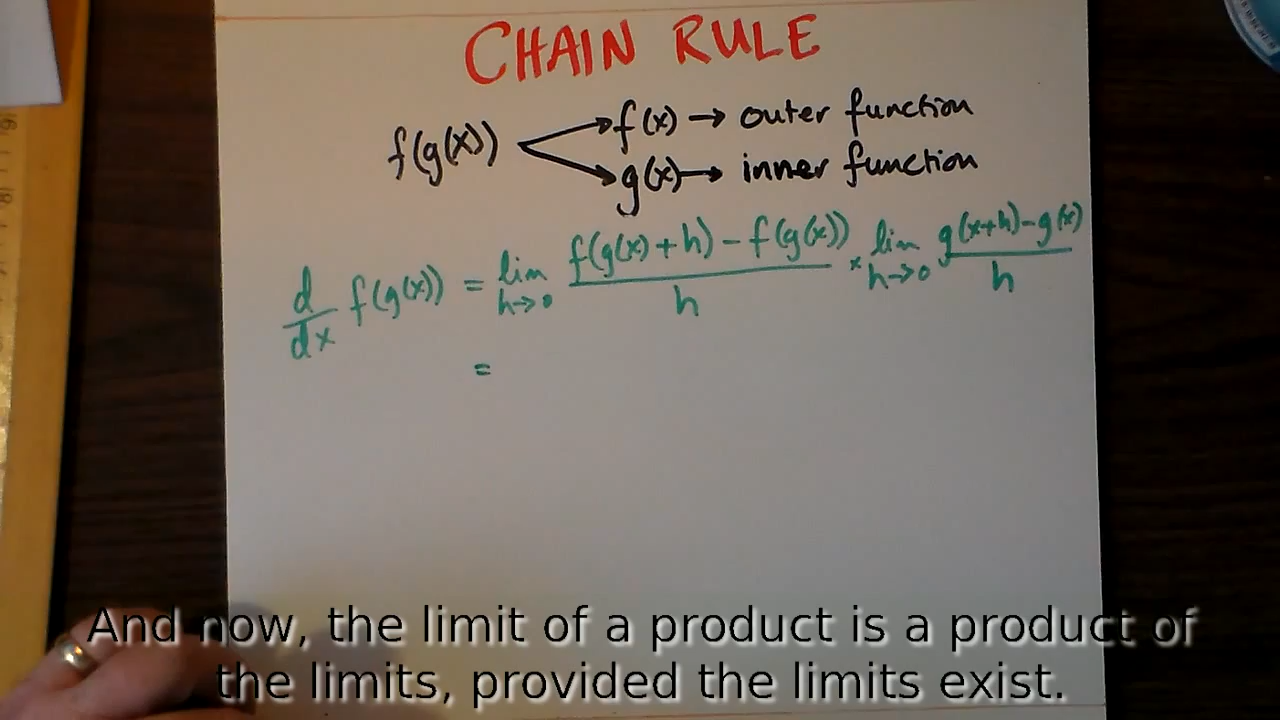 CHAIN RULE
f(g(x)) → f(x) → outer function
→ g(x) → inner function
d/dx f(g(x)) = lim h→0 (f(g(x)+h) - f(g(x)))/h × lim h→0 (g(x+h)-g(x))/h
=
And now, the limit of a product is a product of
the limits, provided the limits exist.